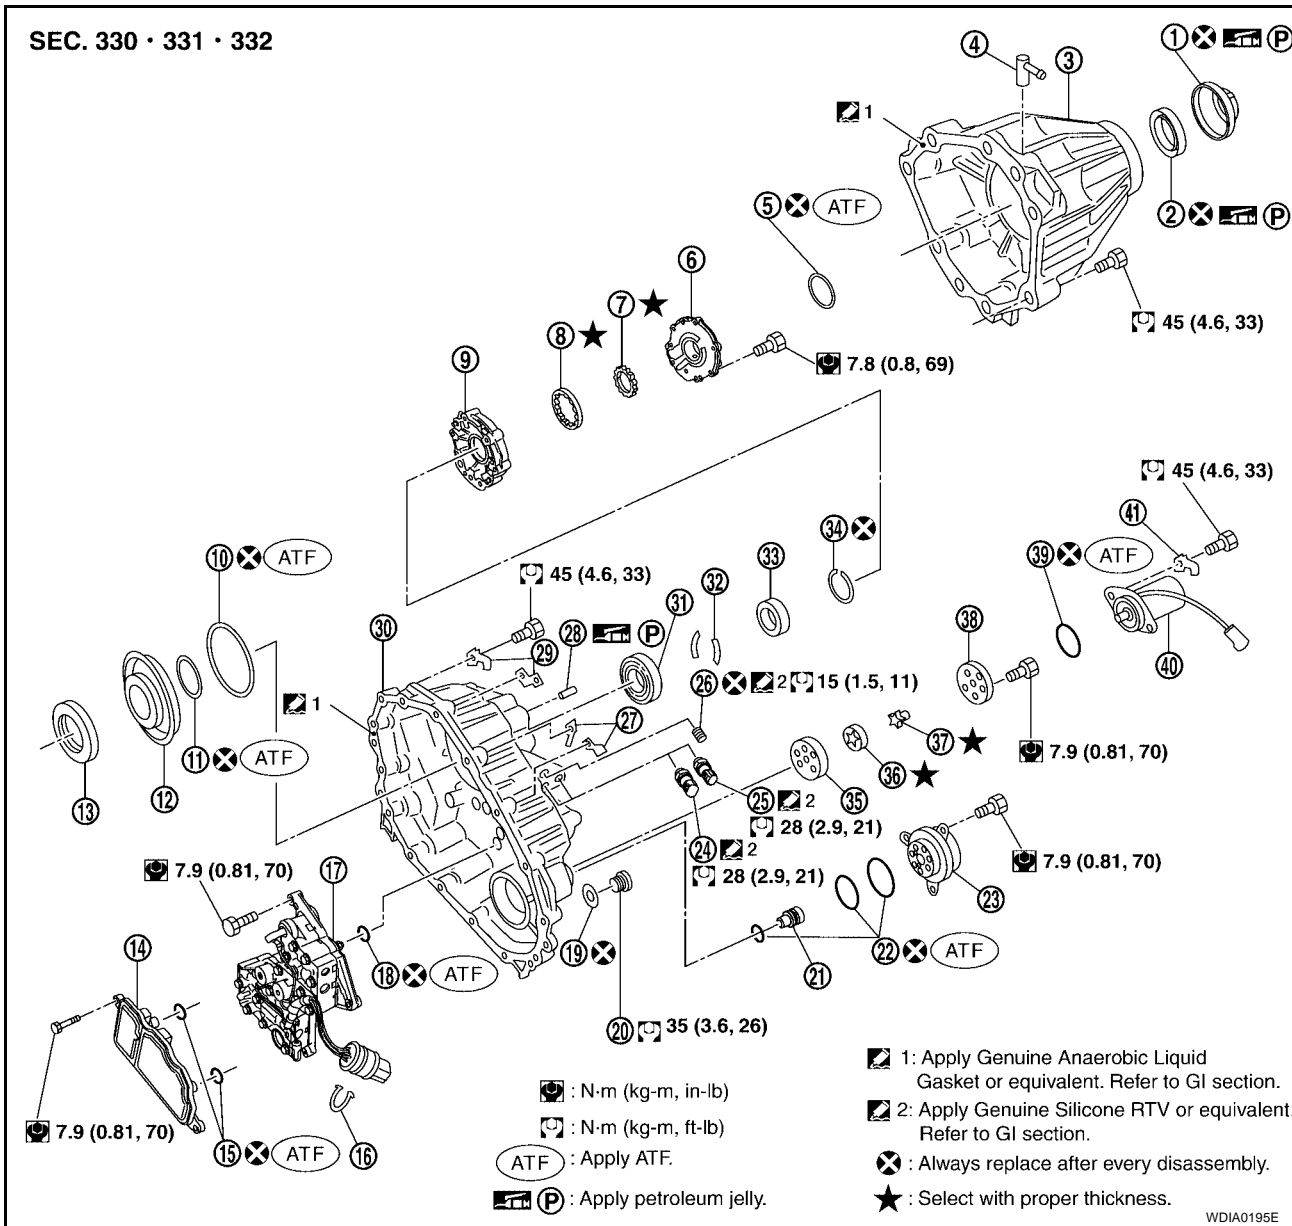 SEC. 330 · 331 · 332
4
3
1 P
1
2 P
5 ATF
6
7 ★
8 ★
9
45 (4.6, 33)
7.8 (0.8, 69)
45 (4.6, 33)
41
39 ATF
40
34
33
32
38
10 ATF
45 (4.6, 33)
30
29
28 P
31
26 2 15 (1.5, 11)
1
27
37 ★
36 ★
7.9 (0.81, 70)
13
12
11 ATF
25 2
28 (2.9, 21)
35
24 2
28 (2.9, 21)
7.9 (0.81, 70)
23
7.9 (0.81, 70)
17
14
18 ATF
19
21
22 ATF
20 35 (3.6, 26)
7.9 (0.81, 70)
15 ATF
16
: N·m (kg-m, in-lb)
: N·m (kg-m, ft-lb)
ATF : Apply ATF.
P : Apply petroleum jelly.
1: Apply Genuine Anaerobic Liquid
Gasket or equivalent. Refer to GI section.
2: Apply Genuine Silicone RTV or equivalent.
Refer to GI section.
: Always replace after every disassembly.
★ : Select with proper thickness.
WDIA0195E